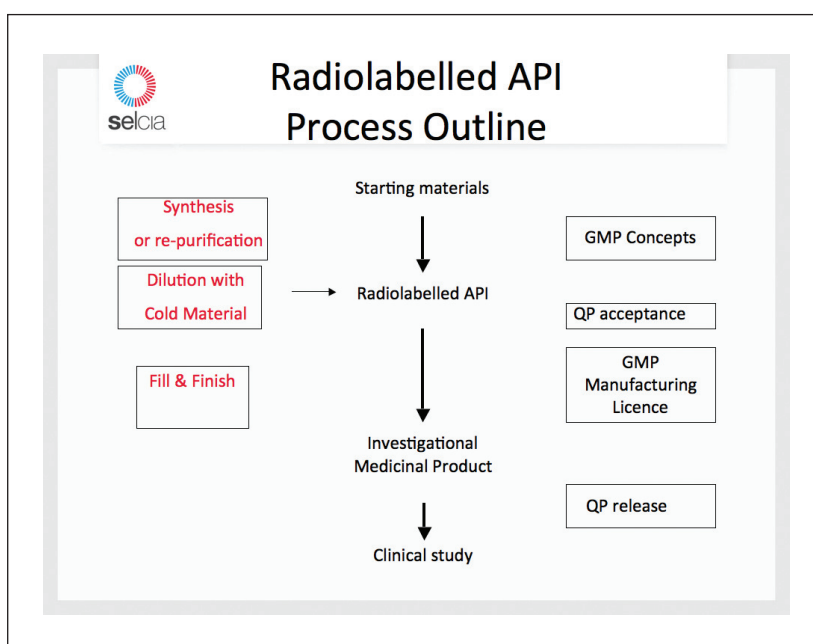 selcia
Radiolabelled API
Process Outline
Starting materials
Synthesis
or re-purification
GMP Concepts
Dilution with
Cold Material
Radiolabelled API
QP acceptance
Fill & Finish
GMP
Manufacturing
Licence
Investigational
Medicinal Product
QP release
Clinical study